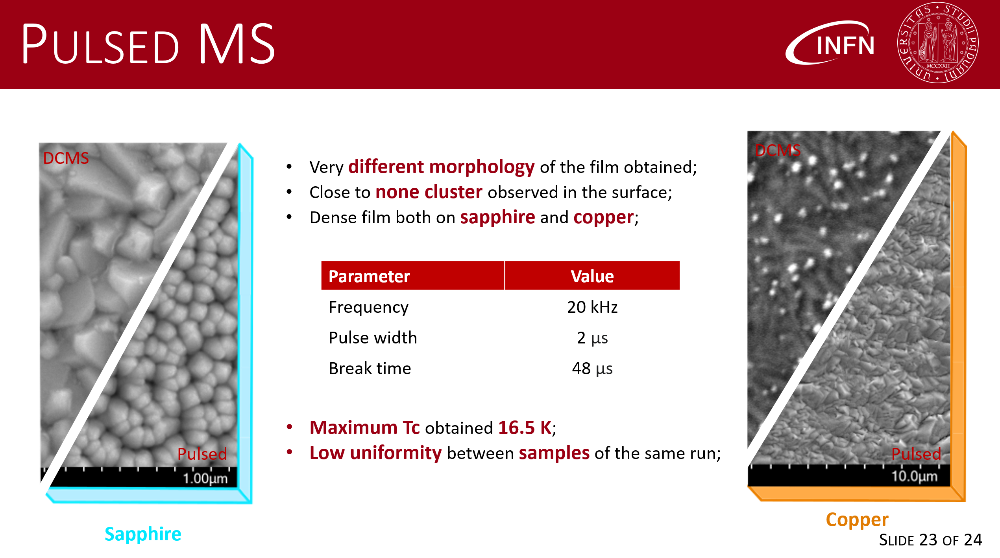 PULSED MS
INFN
UNIVERSITAS STUDII PADUANI
MCCXXII
DCMS
Pulsed
1.00µm
Sapphire
• Very different morphology of the film obtained;
• Close to none cluster observed in the surface;
• Dense film both on sapphire and copper;
Parameter Value
Frequency 20 kHz
Pulse width 2 µs
Break time 48 µs
• Maximum Tc obtained 16.5 K;
• Low uniformity between samples of the same run;
DCMS
Pulsed
10.0µm
Copper
SLIDE 23 OF 24